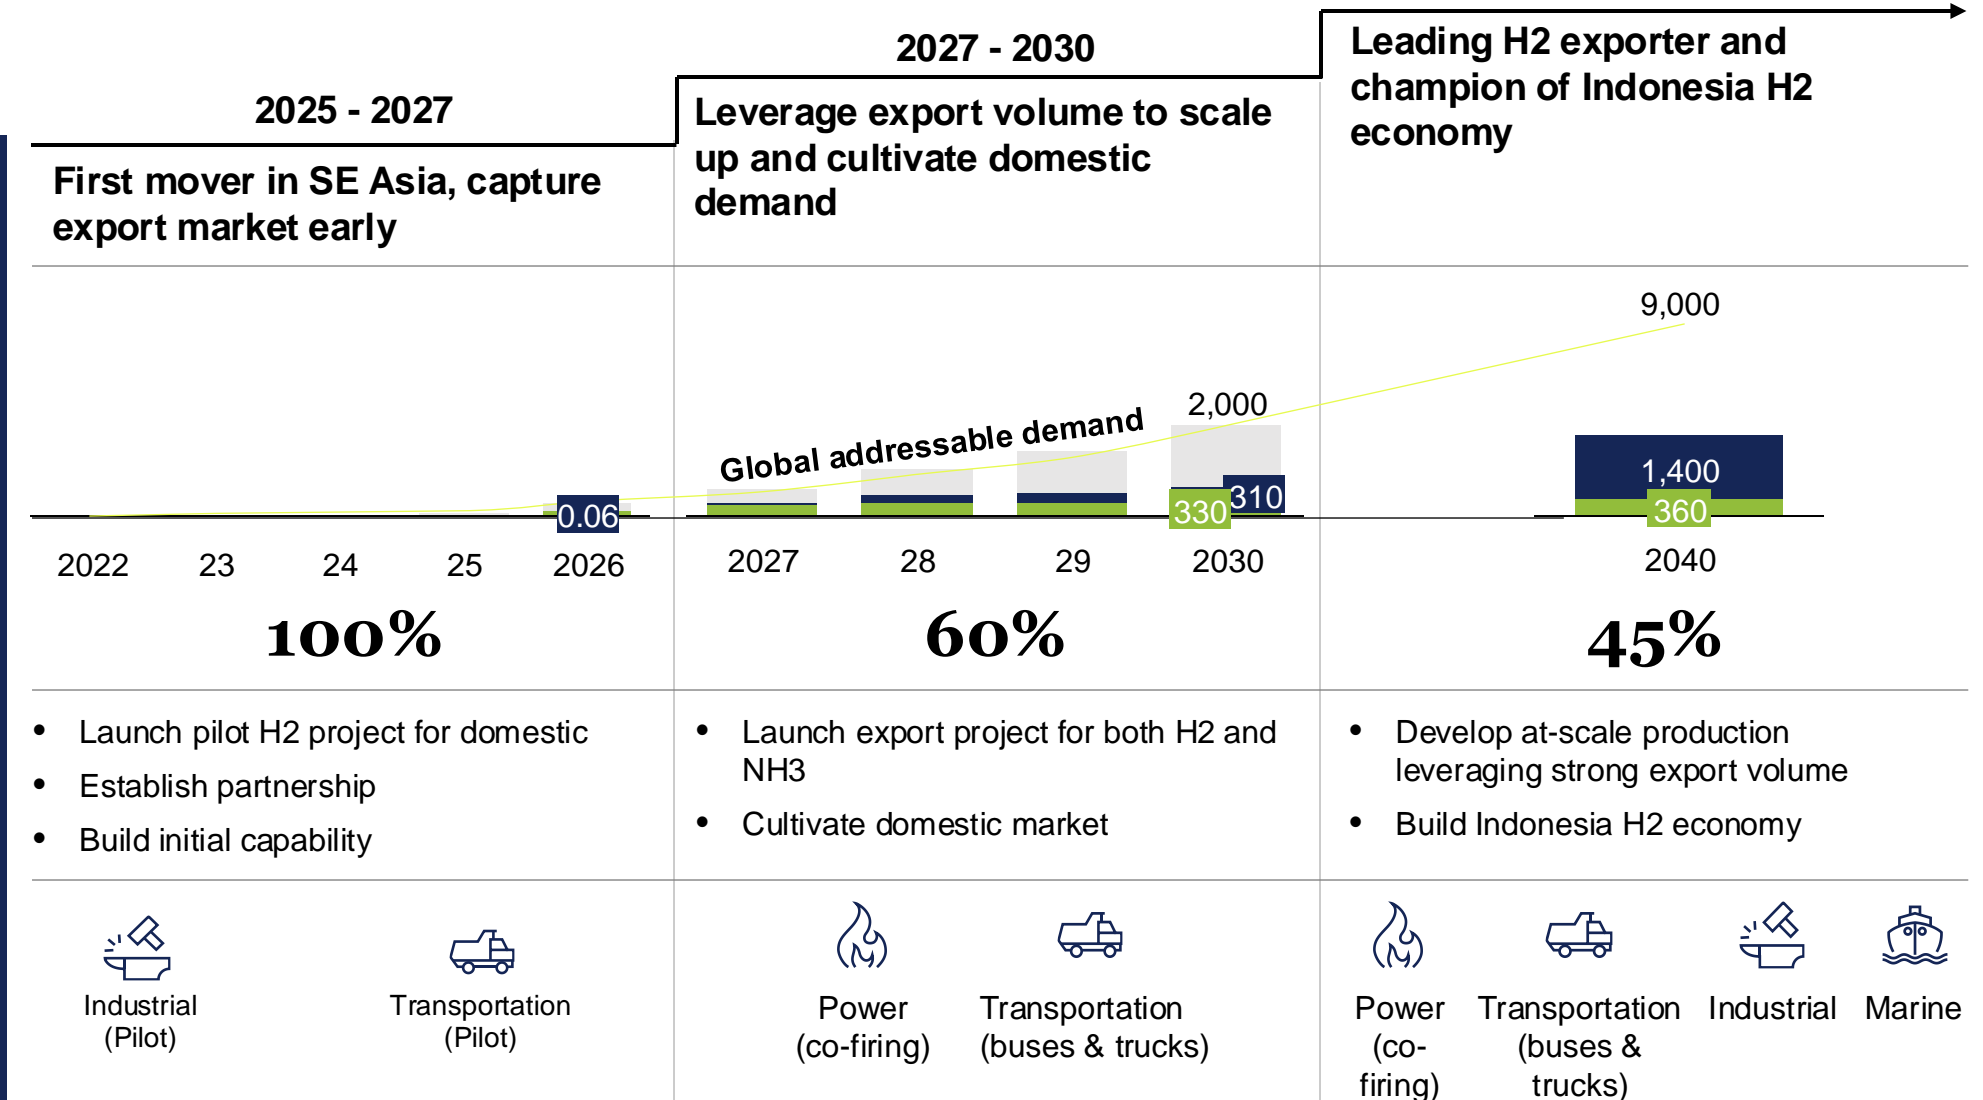 2025 - 2027
First mover in SE Asia, capture
export market early
2027 - 2030
Leverage export volume to scale
up and cultivate domestic
demand
Leading H2 exporter and
champion of Indonesia H2
economy
Global addressable demand
0.06
2,000
330
310
9,000
1,400
360
2022
23
24
25
2026
2027
28
29
2030
2040
100%
60%
45%
• Launch pilot H2 project for domestic
• Establish partnership
• Build initial capability
• Launch export project for both H2 and
NH3
• Cultivate domestic market
• Develop at-scale production
leveraging strong export volume
• Build Indonesia H2 economy
Industrial
(Pilot)
Transportation
(Pilot)
Power
(co-firing)
Transportation
(buses & trucks)
Power
(co-
firing)
Transportation
(buses &
trucks)
Industrial
Marine